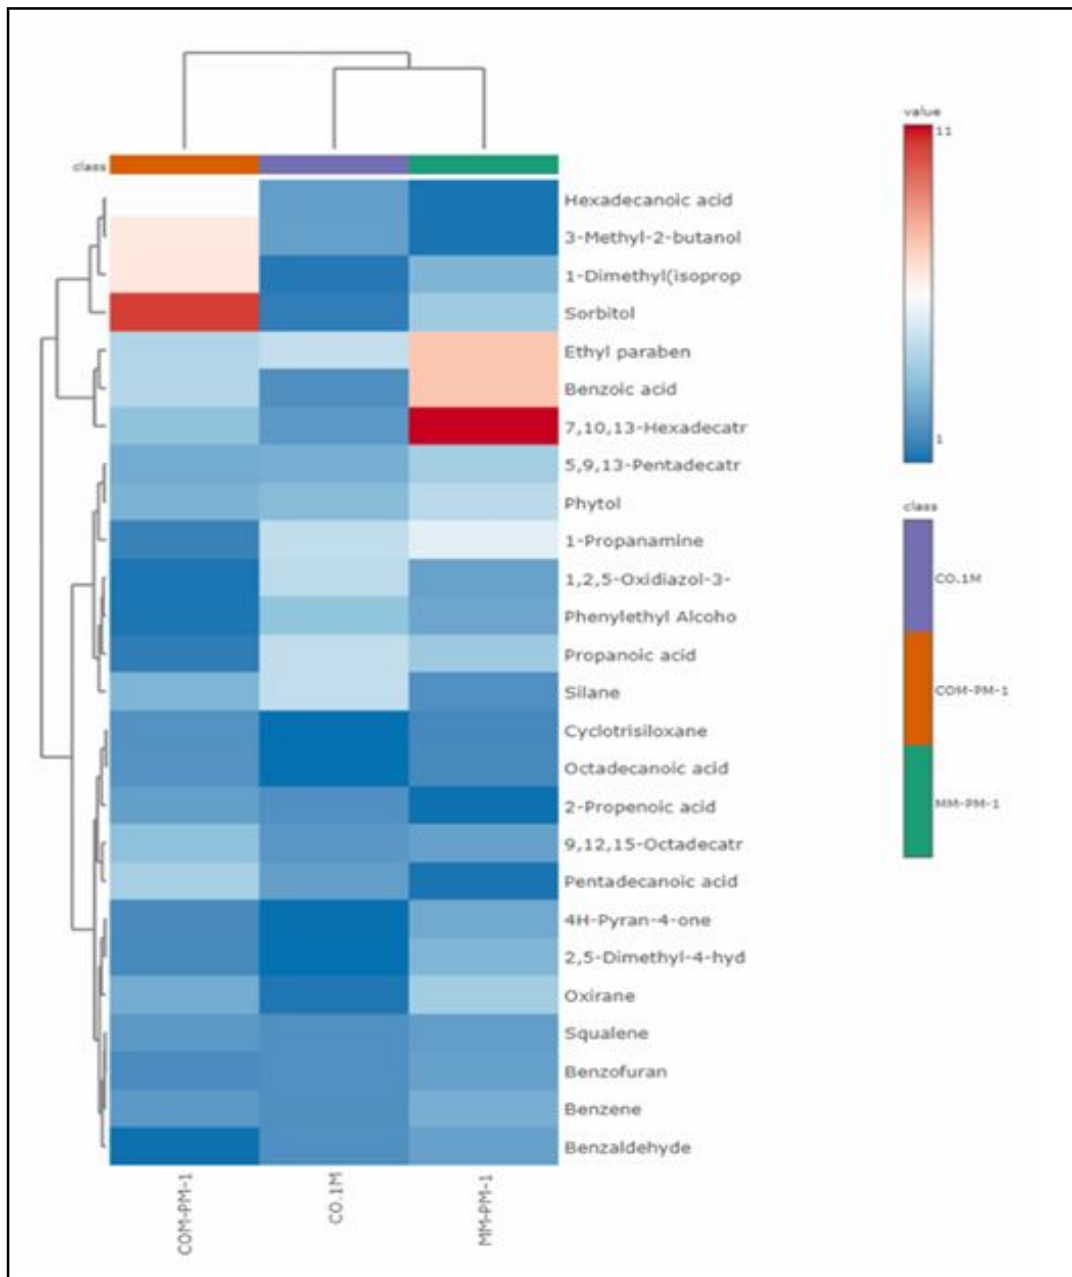 value
11
1
class
Hexadecanoic acid
3-Methyl-2-butanol
1-Dimethyl(isoprop
Sorbitol
Ethyl paraben
Benzoic acid
7,10,13-Hexadecatr
5,9,13-Pentadecatr
Phytol
1-Propanamine
1,2,5-Oxidiazol-3-
Phenylethyl Alcoho
Propanoic acid
Silane
Cyclotrisiloxane
Octadecanoic acid
2-Propenoic acid
9,12,15-Octadecatr
Pentadecanoic acid
4H-Pyran-4-one
2,5-Dimethyl-4-hyd
Oxirane
Squalene
Benzofuran
Benzene
Benzaldehyde
class
CO.1M
COM-PM-1
MM-PM-1
COM-PM-1
CO.1M
MM-PM-1